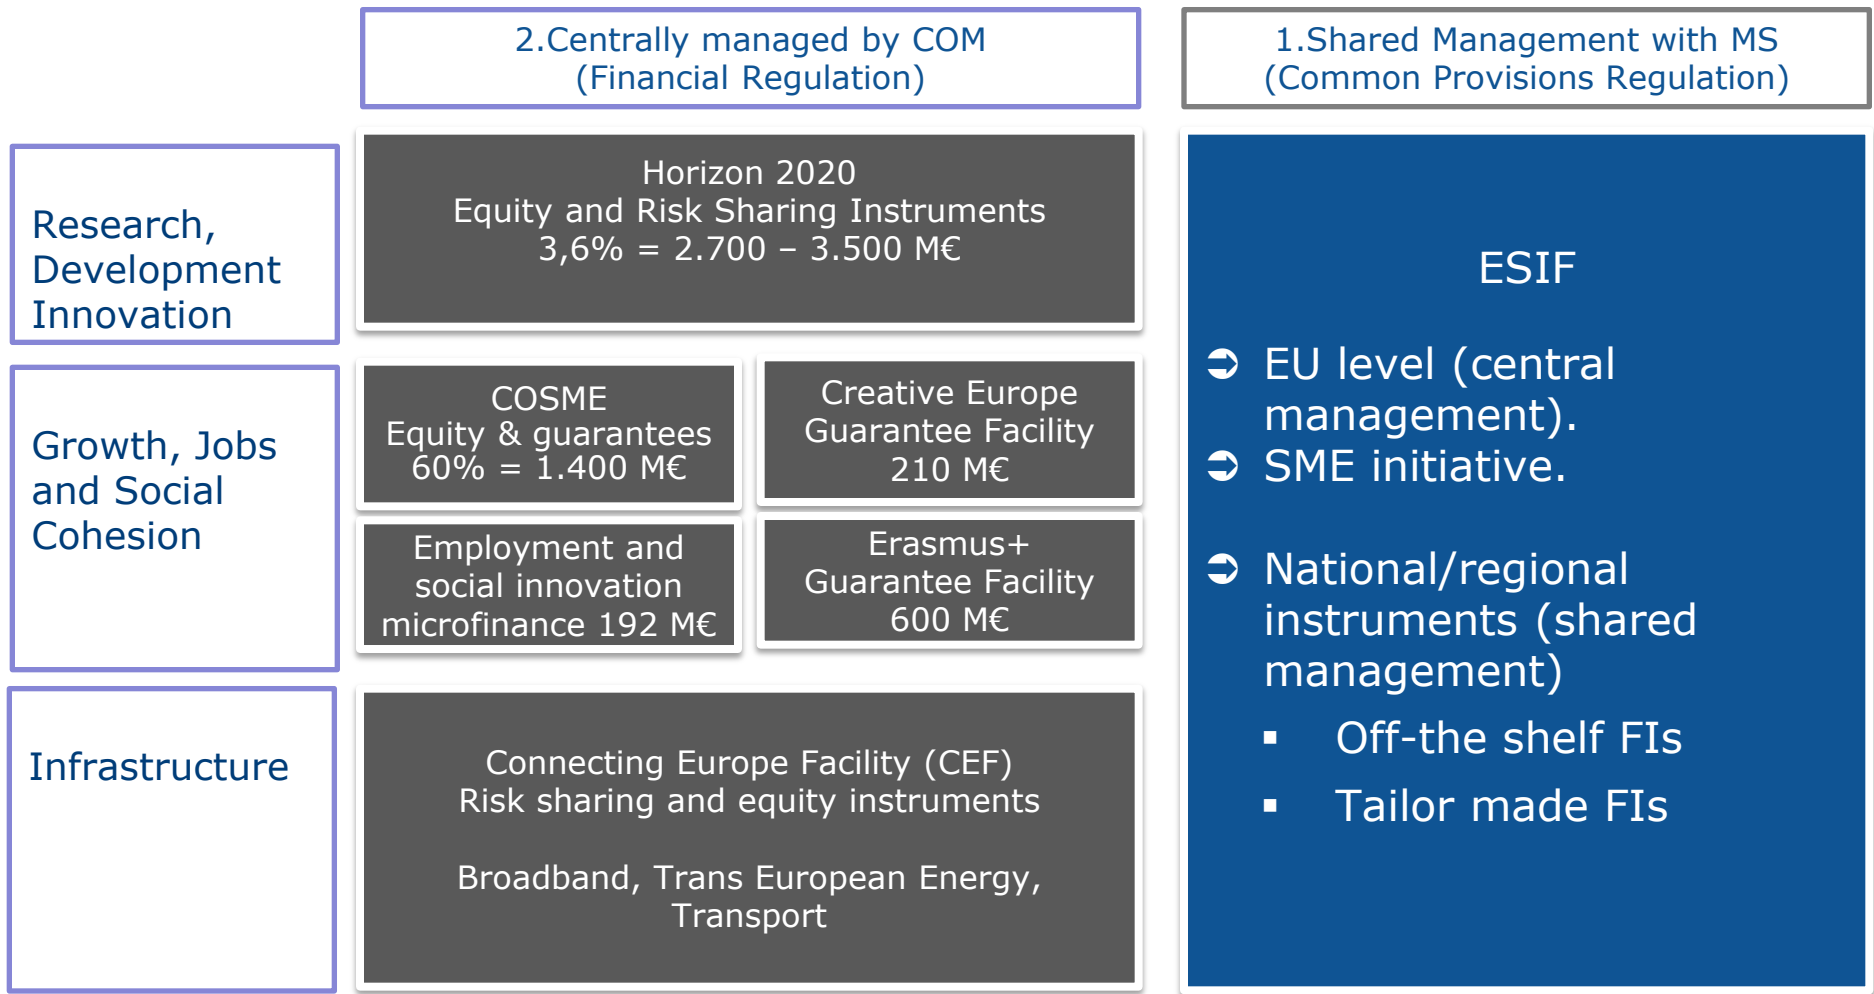 2.Centrally managed by COM
(Financial Regulation)
1.Shared Management with MS
(Common Provisions Regulation)
Research,
Development
Innovation
Horizon 2020
Equity and Risk Sharing Instruments
3,6% = 2.700 – 3.500 M€
Growth, Jobs
and Social
Cohesion
COSME
Equity & guarantees
60% = 1.400 M€
Creative Europe
Guarantee Facility
210 M€
Employment and
social innovation
microfinance 192 M€
Erasmus+
Guarantee Facility
600 M€
Infrastructure
Connecting Europe Facility (CEF)
Risk sharing and equity instruments
Broadband, Trans European Energy,
Transport
ESIF
➲ EU level (central
management).
➲ SME initiative.
➲ National/regional
instruments (shared
management)
▪ Off-the shelf FIs
▪ Tailor made FIs